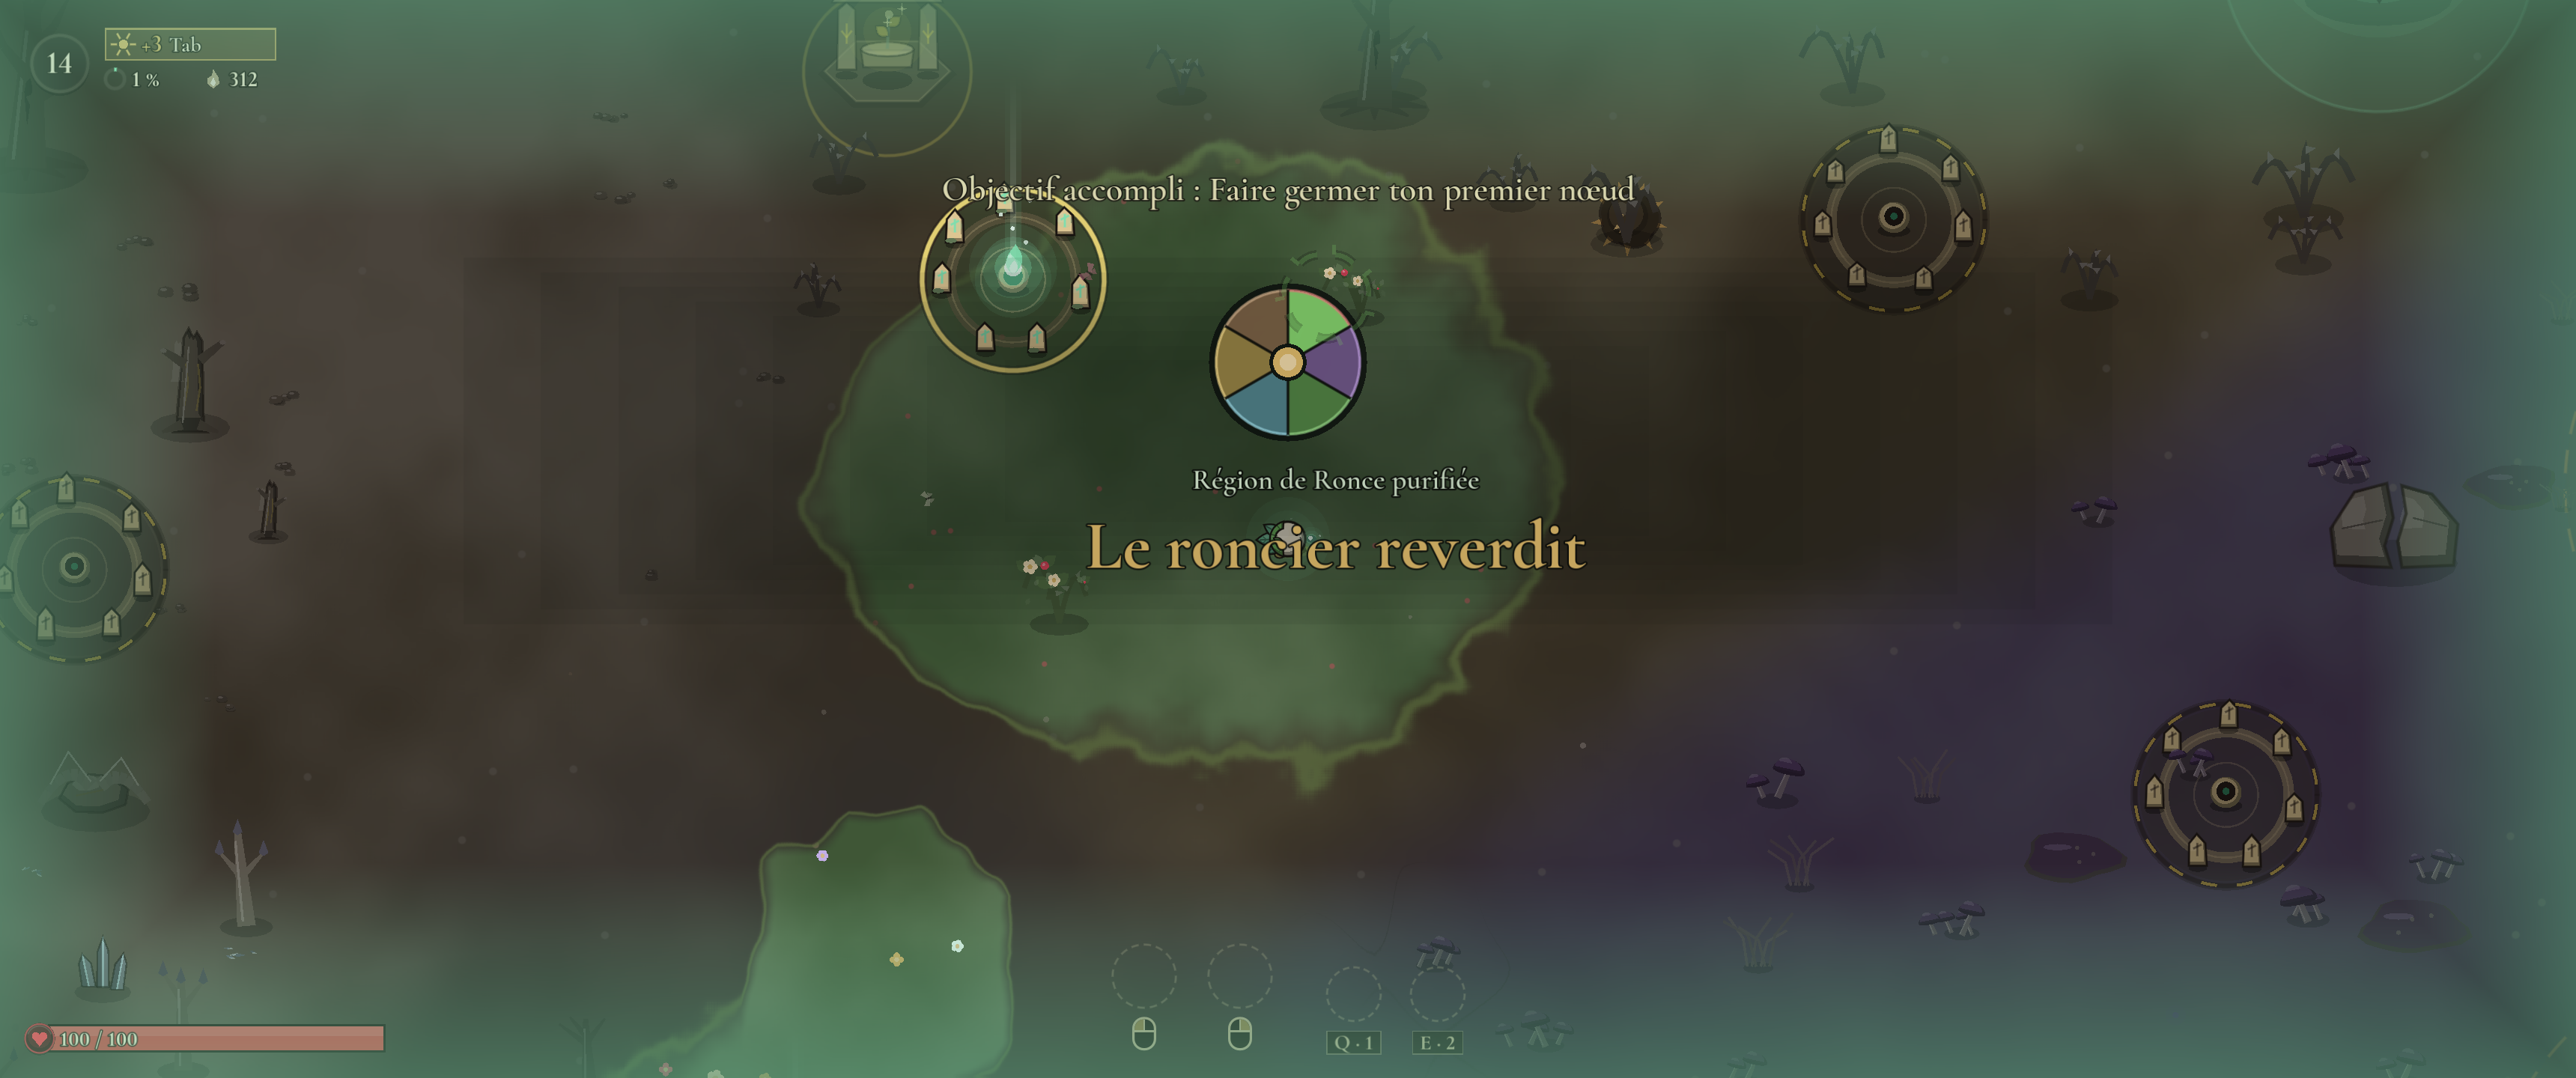 14
+3 Tab
1 %
312
Objectif accompli : Faire germer ton premier nœud
Région de Ronce purifiée
Le roncier reverdit
100 / 100
Q · 1
E · 2